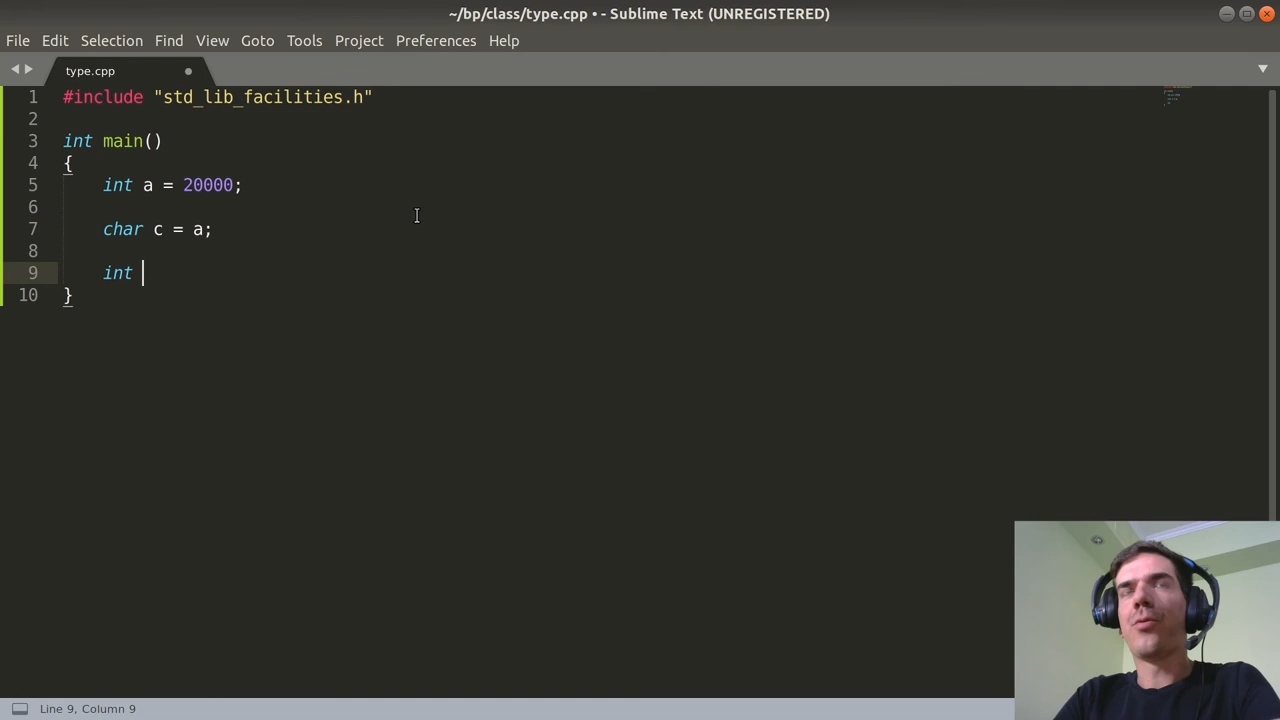 ~/bp/class/type.cpp • - Sublime Text (UNREGISTERED)
File Edit Selection Find View Goto Tools Project Preferences Help
type.cpp
1 #include "std_lib_facilities.h"
2
3 int main()
4 {
5 int a = 20000;
6
7 char c = a;
8
9 int
10 }
Line 9, Column 9